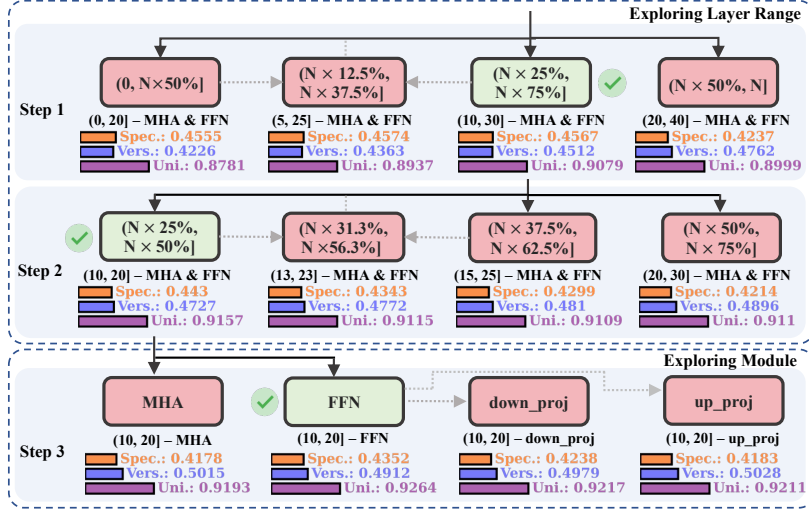 Exploring Layer Range
Step 1
(0, N×50%]
(N × 12.5%,
N × 37.5%]
(N × 25%,
N × 75%]
(N × 50%, N]
(0, 20] – MHA & FFN
Spec.: 0.4555
Vers.: 0.4226
Uni.: 0.8781
(5, 25] – MHA & FFN
Spec.: 0.4574
Vers.: 0.4363
Uni.: 0.8937
(10, 30] – MHA & FFN
Spec.: 0.4567
Vers.: 0.4512
Uni.: 0.9079
(20, 40] – MHA & FFN
Spec.: 0.4237
Vers.: 0.4762
Uni.: 0.8999
Step 2
(N × 25%,
N × 50%]
(N × 31.3%,
N×56.3%]
(N × 37.5%,
N × 62.5%]
(N × 50%,
N × 75%]
(10, 20] – MHA & FFN
Spec.: 0.443
Vers.: 0.4727
Uni.: 0.9157
(13, 23] – MHA & FFN
Spec.: 0.4343
Vers.: 0.4772
Uni.: 0.9115
(15, 25] – MHA & FFN
Spec.: 0.4299
Vers.: 0.481
Uni.: 0.9109
(20, 30] – MHA & FFN
Spec.: 0.4214
Vers.: 0.4896
Uni.: 0.911
Exploring Module
Step 3
MHA
FFN
down_proj
up_proj
(10, 20] – MHA
Spec.: 0.4178
Vers.: 0.5015
Uni.: 0.9193
(10, 20] – FFN
Spec.: 0.4352
Vers.: 0.4912
Uni.: 0.9264
(10, 20] – down_proj
Spec.: 0.4238
Vers.: 0.4979
Uni.: 0.9217
(10, 20] – up_proj
Spec.: 0.4183
Vers.: 0.5028
Uni.: 0.9211